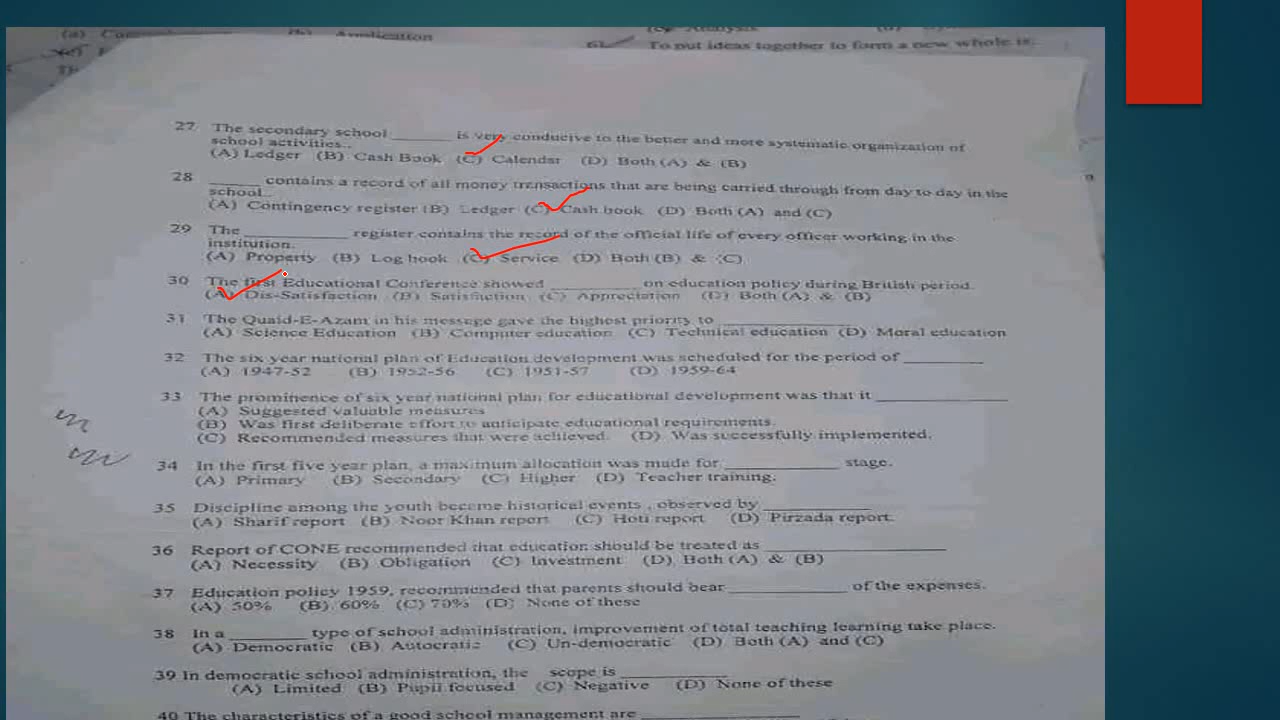 Application
61. To put ideas together to form a new whole is:
27 The secondary school ______ is very conducive to the better and more systematic organization of
school activities..
(A) Ledger (B) Cash Book (C) Calendar (D) Both (A) & (B)
28 ______ contains a record of all money transactions that are being carried through from day to day in the
school..
(A) Contingency register (B) Ledger (C) Cash book (D) Both (A) and (C)
29 The ____________ register contains the record of the official life of every officer working in the
institution.
(A) Property (B) Log hook (C) Service (D) Both (B) & (C)
30 The first Educational Conference showed _________ on education policy during British period.
(A) Dis-Satisfaction (B) Satisfaction (C) Appreciation (D) Both (A) & (B)
31 The Quaid-E-Azam in his message gave the highest priority to ______________
(A) Science Education (B) Computer education (C) Technical education (D) Moral education
32 The six year national plan of Education development was scheduled for the period of _________
(A) 1947-52 (B) 1952-56 (C) 1951-57 (D) 1959-64
33 The prominence of six year national plan for educational development was that it ______________
(A) Suggested valuable measures
(B) Was first deliberate effort to anticipate educational requirements.
(C) Recommended measures that were achieved. (D) Was successfully implemented.
34 In the first five year plan, a maximum allocation was made for ____________ stage.
(A) Primary (B) Secondary (C) Higher (D) Teacher training.
35 Discipline among the youth become historical events , observed by ____________
(A) Sharif report (B) Noor Khan report (C) Hoti report (D) Pirzada report.
36 Report of CONE recommended that education should be treated as ____________________
(A) Necessity (B) Obligation (C) Investment (D) Both (A) & (B)
37 Education policy 1959, recommended that parents should bear _____________ of the expenses.
(A) 50% (B) 60% (C) 70% (D) None of these
38 In a ________ type of school administration, improvement of total teaching learning take place.
(A) Democratic (B) Autocratic (C) Un-democratic (D) Both (A) and (C)
39 In democratic school administration, the scope is ___________
(A) Limited (B) Pupil focused (C) Negative (D) None of these
40 The characteristics of a good school management are _________________